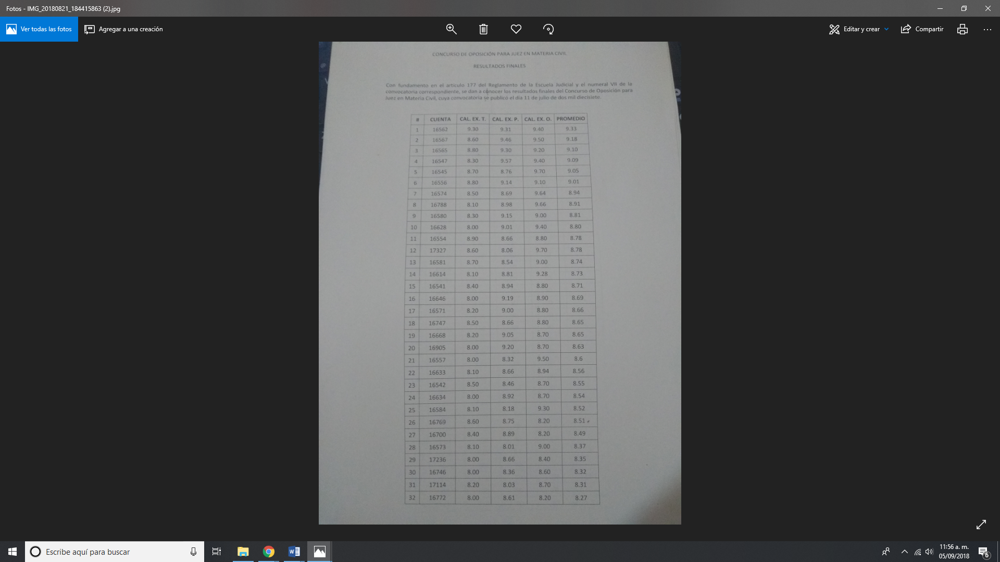 Fotos - IMG_20180821_184415863 (2).jpg
Ver todas las fotos
Agregar a una creación
Editar y crear
Compartir
CONCURSO DE OPOSICIÓN PARA JUEZ EN MATERIA CIVIL
RESULTADOS FINALES
Con fundamento en el artículo 177 del Reglamento de la Escuela Judicial y el numeral VII de la
convocatoria correspondiente, se dan a conocer los resultados finales del Concurso de Oposición para
Juez en Materia Civil, cuya convocatoria se publicó el día 11 de julio de dos mil diecisiete.
# CUENTA CAL. EX. T. CAL. EX. P. CAL. EX. O. PROMEDIO
1 16562 9.30 9.31 9.40 9.33
2 16567 8.60 9.46 9.50 9.18
3 16565 8.80 9.30 9.20 9.10
4 16547 8.30 9.57 9.40 9.09
5 16545 8.70 8.76 9.70 9.05
6 16556 8.80 9.14 9.10 9.01
7 16574 8.50 8.69 9.64 8.94
8 16788 8.10 8.98 9.66 8.91
9 16580 8.30 9.15 9.00 8.81
10 16628 8.00 9.01 9.40 8.80
11 16554 8.90 8.66 8.80 8.78
12 17327 8.60 8.06 9.70 8.78
13 16581 8.70 8.54 9.00 8.74
14 16614 8.10 8.81 9.28 8.73
15 16541 8.40 8.94 8.80 8.71
16 16646 8.00 9.19 8.90 8.69
17 16571 8.20 9.00 8.80 8.66
18 16747 8.50 8.66 8.80 8.65
19 16668 8.20 9.05 8.70 8.65
20 16905 8.00 9.20 8.70 8.63
21 16557 8.00 8.32 9.50 8.6
22 16633 8.10 8.66 8.94 8.56
23 16542 8.50 8.46 8.70 8.55
24 16634 8.00 8.92 8.70 8.54
25 16584 8.10 8.18 9.30 8.52
26 16769 8.60 8.75 8.20 8.51
27 16700 8.40 8.89 8.20 8.49
28 16573 8.10 8.01 9.00 8.37
29 17236 8.00 8.66 8.40 8.35
30 16746 8.00 8.36 8.60 8.32
31 17114 8.20 8.03 8.70 8.31
32 16772 8.00 8.61 8.20 8.27
Escribe aquí para buscar
11:56 a. m.
05/09/2018
6